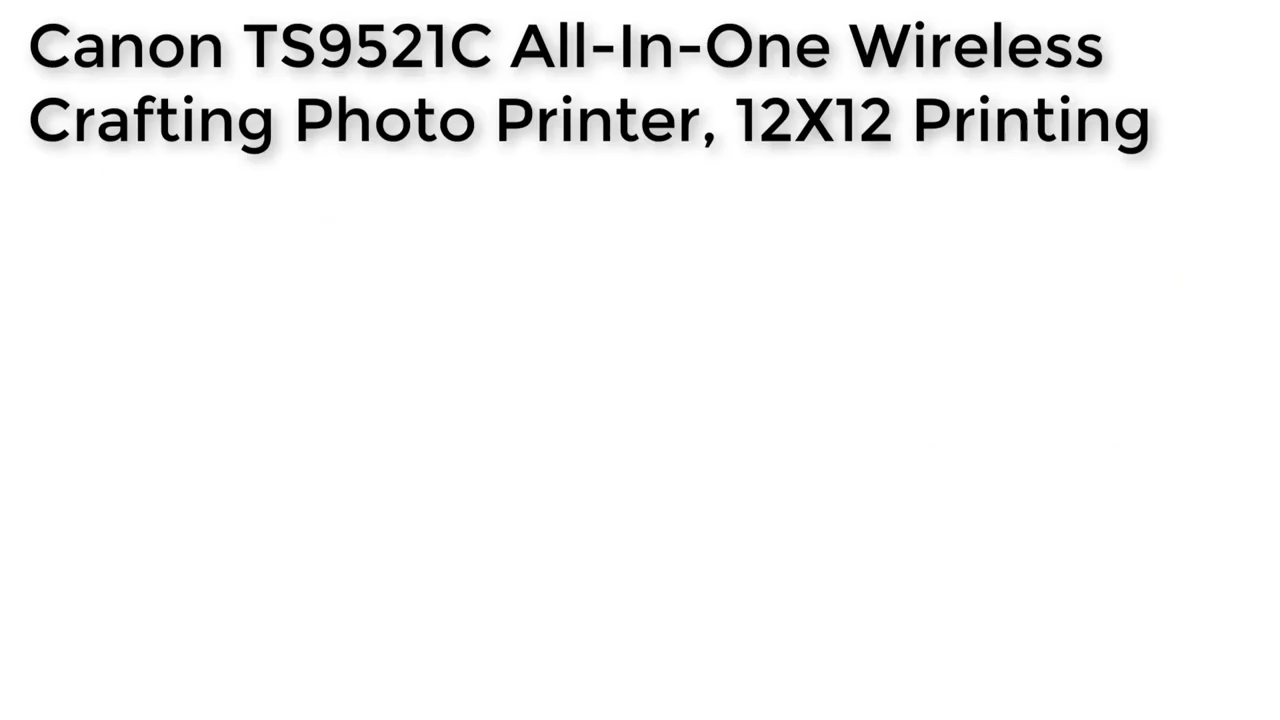 Canon TS9521C All-In-One Wireless
Crafting Photo Printer, 12X12 Printing